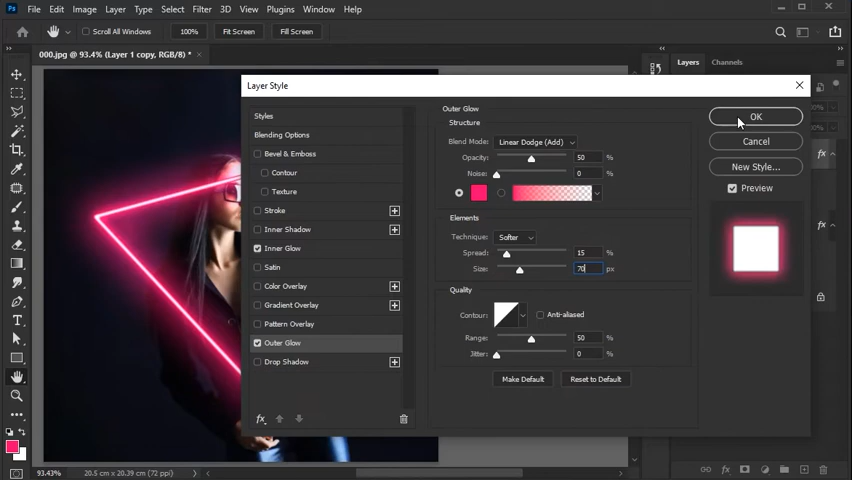 Ps File Edit Image Layer Type Select Filter 3D View Plugins Window Help
Scroll All Windows 100% Fit Screen Fill Screen
000.jpg @ 93.4% (Layer 1 copy, RGB/8) *
Layers Channels
Layer Style
Styles
Blending Options
Bevel & Emboss
Contour
Texture
Stroke
Inner Shadow
Inner Glow
Satin
Color Overlay
Gradient Overlay
Pattern Overlay
Outer Glow
Drop Shadow
fx
Outer Glow
Structure
Blend Mode: Linear Dodge (Add)
Opacity: 50 %
Noise: 0 %
Elements
Technique: Softer
Spread: 15 %
Size: 70 px
Quality
Contour: Anti-aliased
Range: 50 %
Jitter: 0 %
Make Default Reset to Default
OK
Cancel
New Style...
Preview
fx
fx
93.43% 20.5 cm x 20.39 cm (72 ppi)
fx